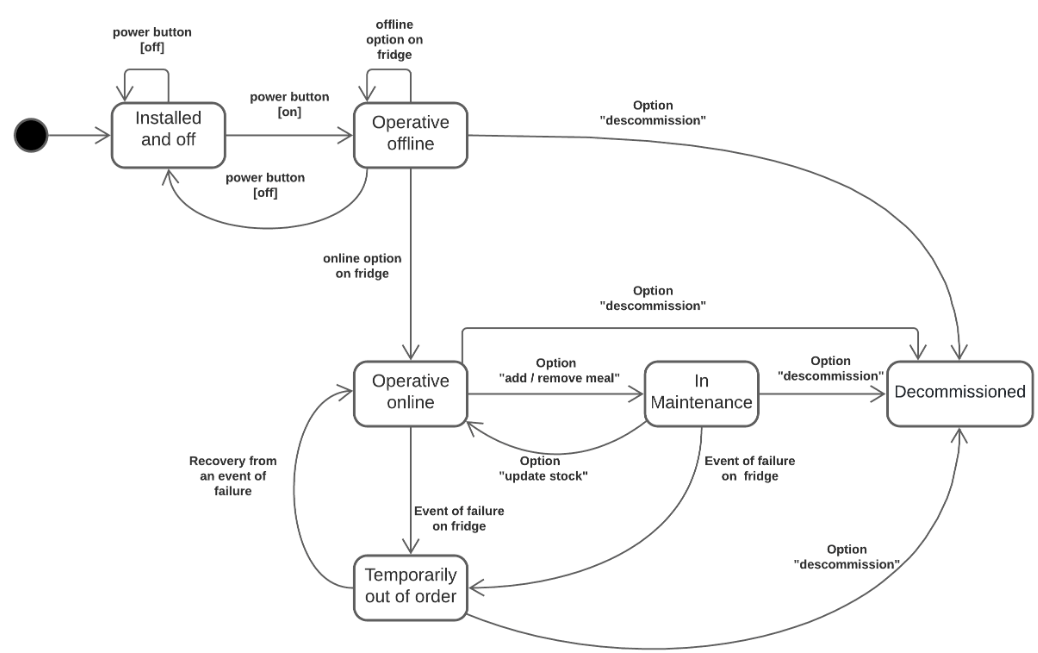 offline
option on
fridge
power button
[off]
power button
[on]
Option
"descommission"
Installed
and off
Operative
offline
power button
[off]
online option
on fridge
Option
"descommission"
Option
"add / remove meal"
Option
"descommission"
Operative
online
In
Maintenance
Decommissioned
Recovery from
an event of
failure
Option
"update stock"
Event of failure
on  fridge
Event of failure
on fridge
Option
"descommission"
Temporarily
out of order